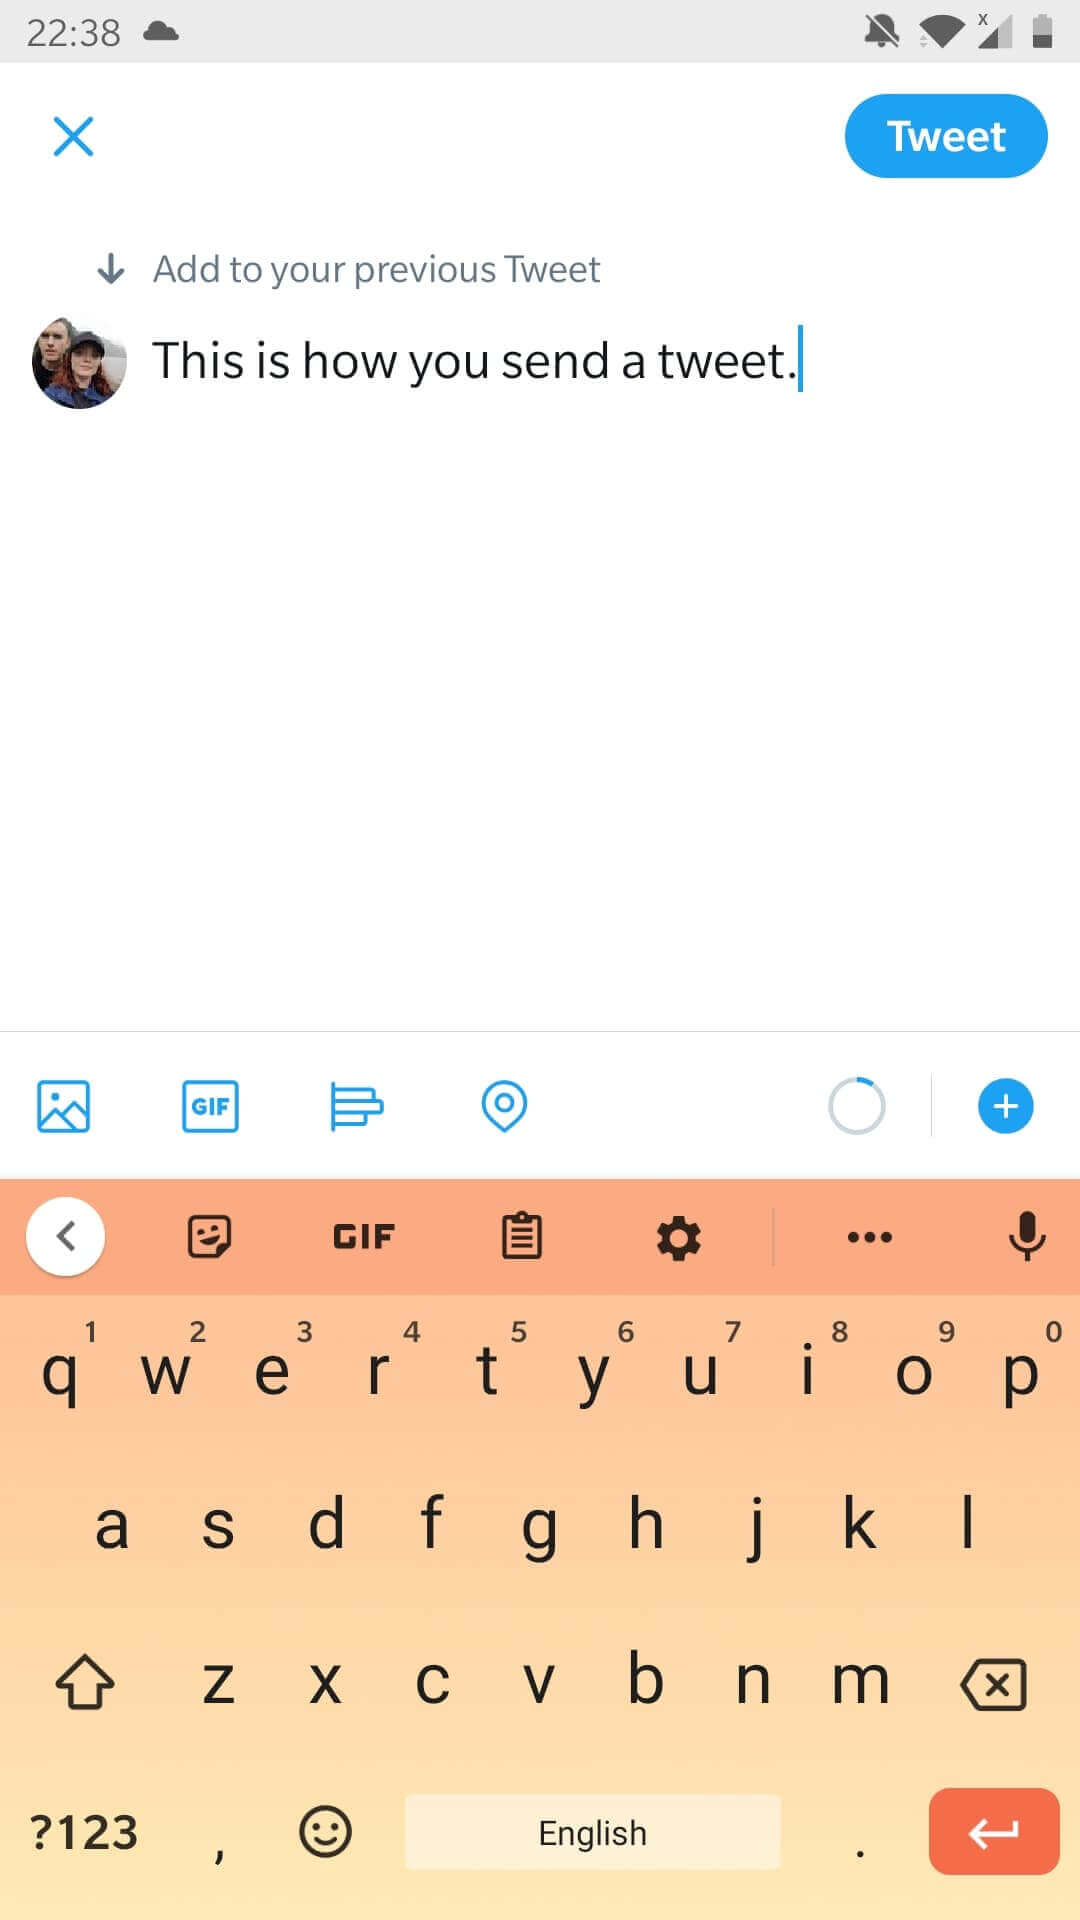 22:38 x
Tweet
Add to your previous Tweet
This is how you send a tweet.
GIF
GIF
1 2 3 4 5 6 7 8 9 0
q w e r t y u i o p
a s d f g h j k l
z x c v b n m
?123 , English .